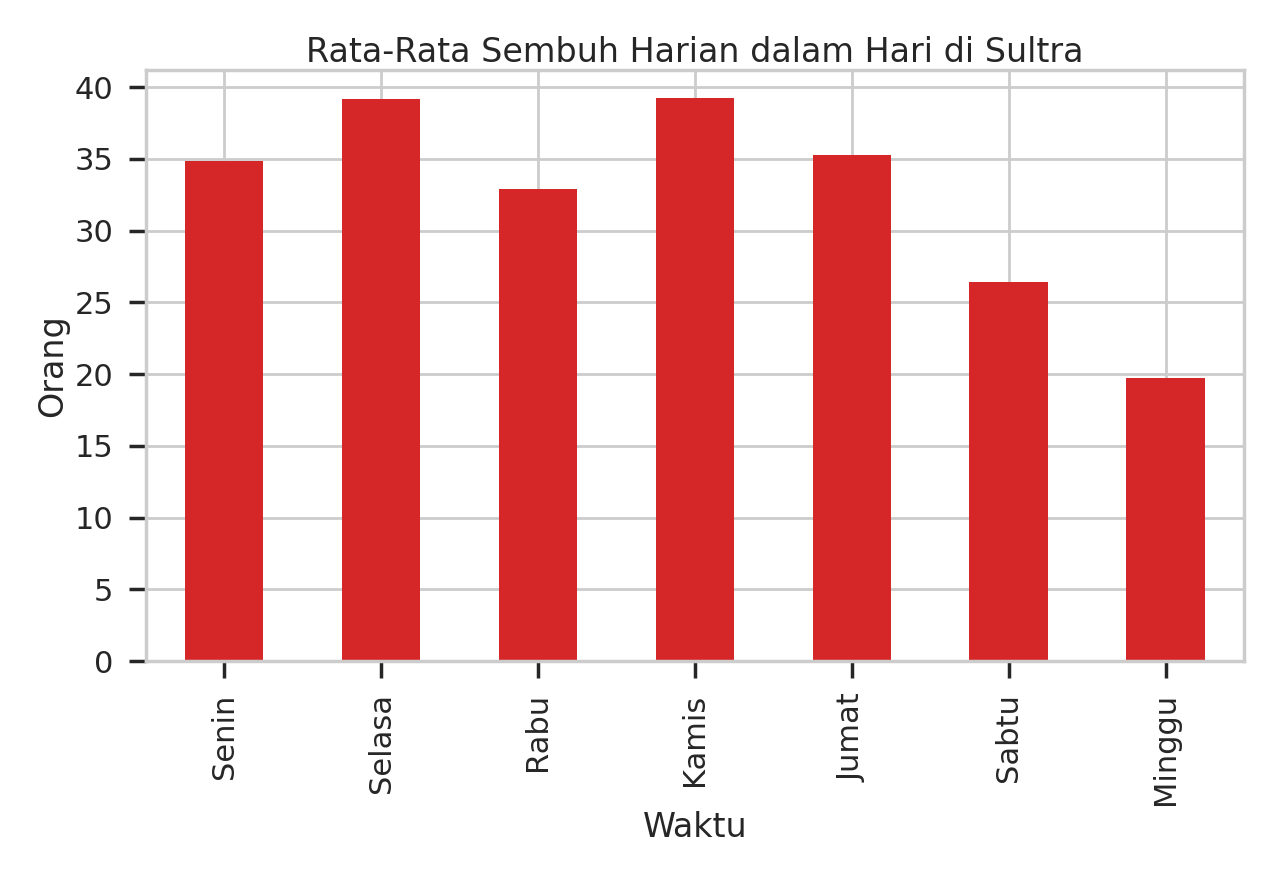 Rata-Rata Sembuh Harian dalam Hari di Sultra
40
35
30
25
20
15
10
5
0
Orang
Senin
Selasa
Rabu
Kamis
Jumat
Sabtu
Minggu
Waktu